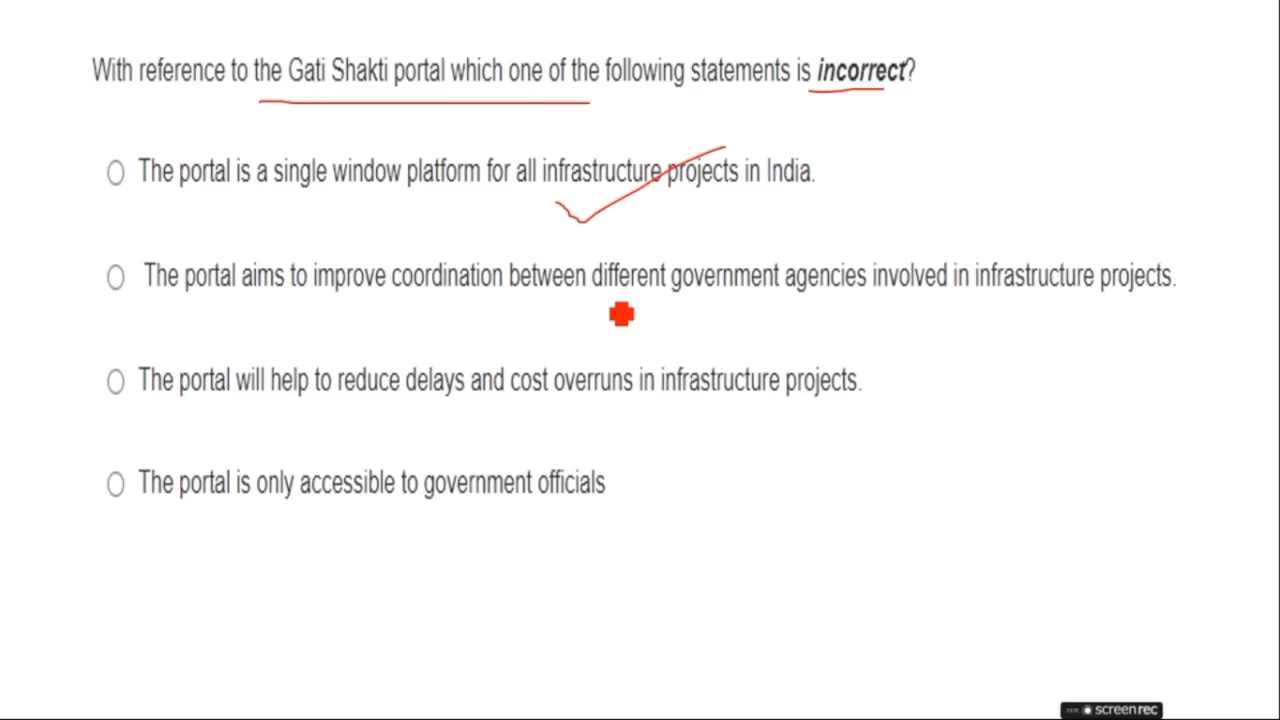 With reference to the Gati Shakti portal which one of the following statements is incorrect?
The portal is a single window platform for all infrastructure projects in India.
The portal aims to improve coordination between different government agencies involved in infrastructure projects.
The portal will help to reduce delays and cost overruns in infrastructure projects.
The portal is only accessible to government officials
screenrec